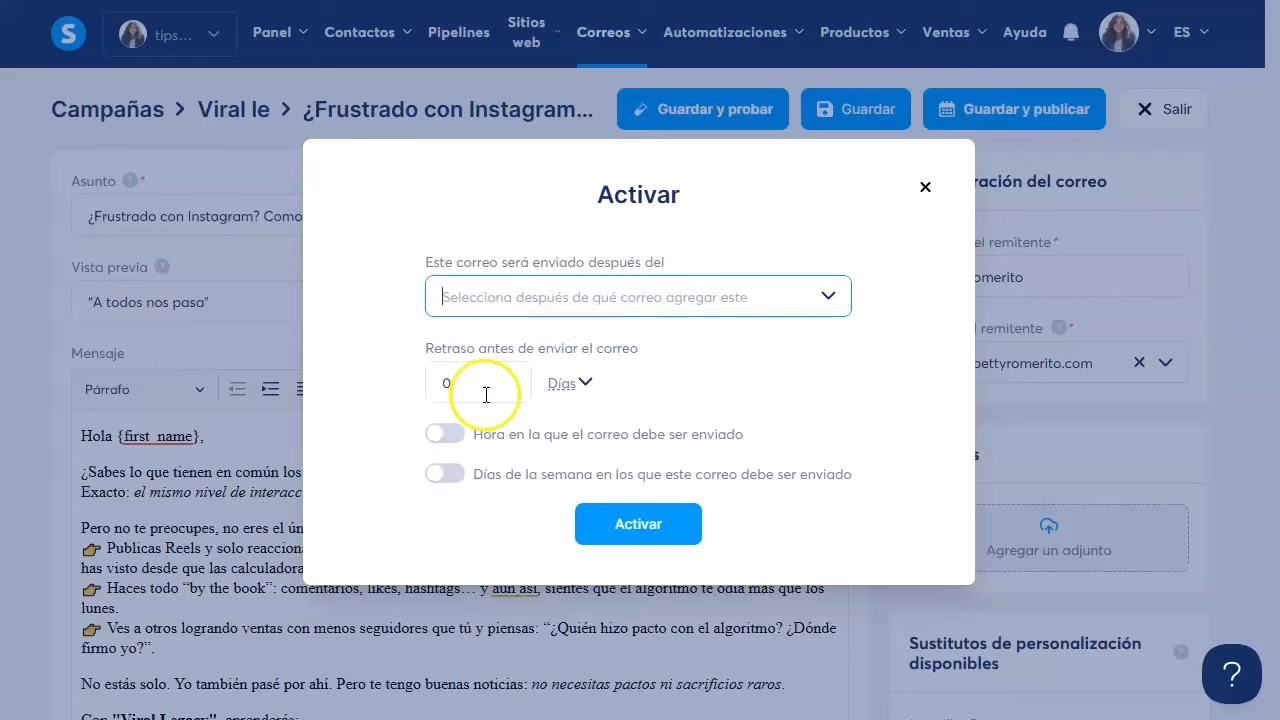 S
tips...
Panel
Contactos
Pipelines
Sitios
web
Correos
Automatizaciones
Productos
Ventas
Ayuda
ES
Campañas > Viral le > ¿Frustrado con Instagram...
Guardar y probar
Guardar
Guardar y publicar
Salir
Asunto ? *
¿Frustrado con Instagram? Como
Vista previa ?
"A todos nos pasa"
Mensaje
Párrafo
Hola {first_name},
¿Sabes lo que tienen en común los
Exacto: el mismo nivel de interacc
Pero no te preocupes, no eres el ún
👉 Publicas Reels y solo reacciona
has visto desde que las calculadora
👉 Haces todo “by the book”: comentarios, likes, hashtags… y aun así, sientes que el algoritmo te odia más que los
lunes.
👉 Ves a otros logrando ventas con menos seguidores que tú y piensas: “¿Quién hizo pacto con el algoritmo? ¿Dónde
firmo yo?”.
No estás solo. Yo también pasé por ahí. Pero te tengo buenas noticias: no necesitas pactos ni sacrificios raros.
Con "Viral Legacy", aprenderás:
Activar
Este correo será enviado después del
Selecciona después de qué correo agregar este
Retraso antes de enviar el correo
0
Días
Hora en la que el correo debe ser enviado
Días de la semana en los que este correo debe ser enviado
Activar
ración del correo
el remitente *
omerito
l remitente ? *
bettyromerito.com
s
Agregar un adjunto
Sustitutos de personalización
disponibles
?
?